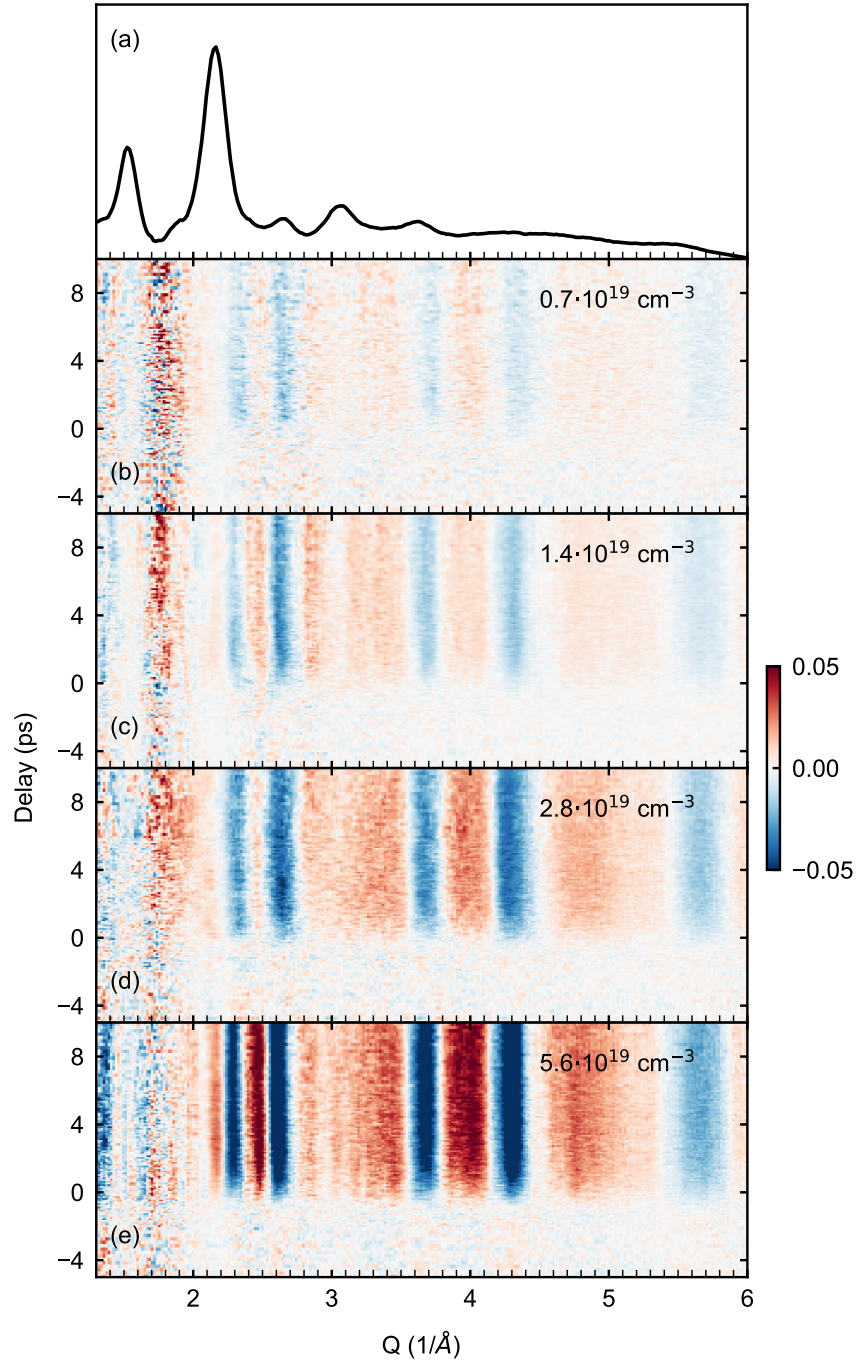 (a)
8
4
0
−4
0.7·10¹⁹ cm⁻³
(b)
8
4
0
−4
1.4·10¹⁹ cm⁻³
(c)
0.05
0.00
−0.05
Delay (ps)
8
4
0
−4
2.8·10¹⁹ cm⁻³
(d)
8
4
0
−4
5.6·10¹⁹ cm⁻³
(e)
2 3 4 5 6
Q (1/Å)